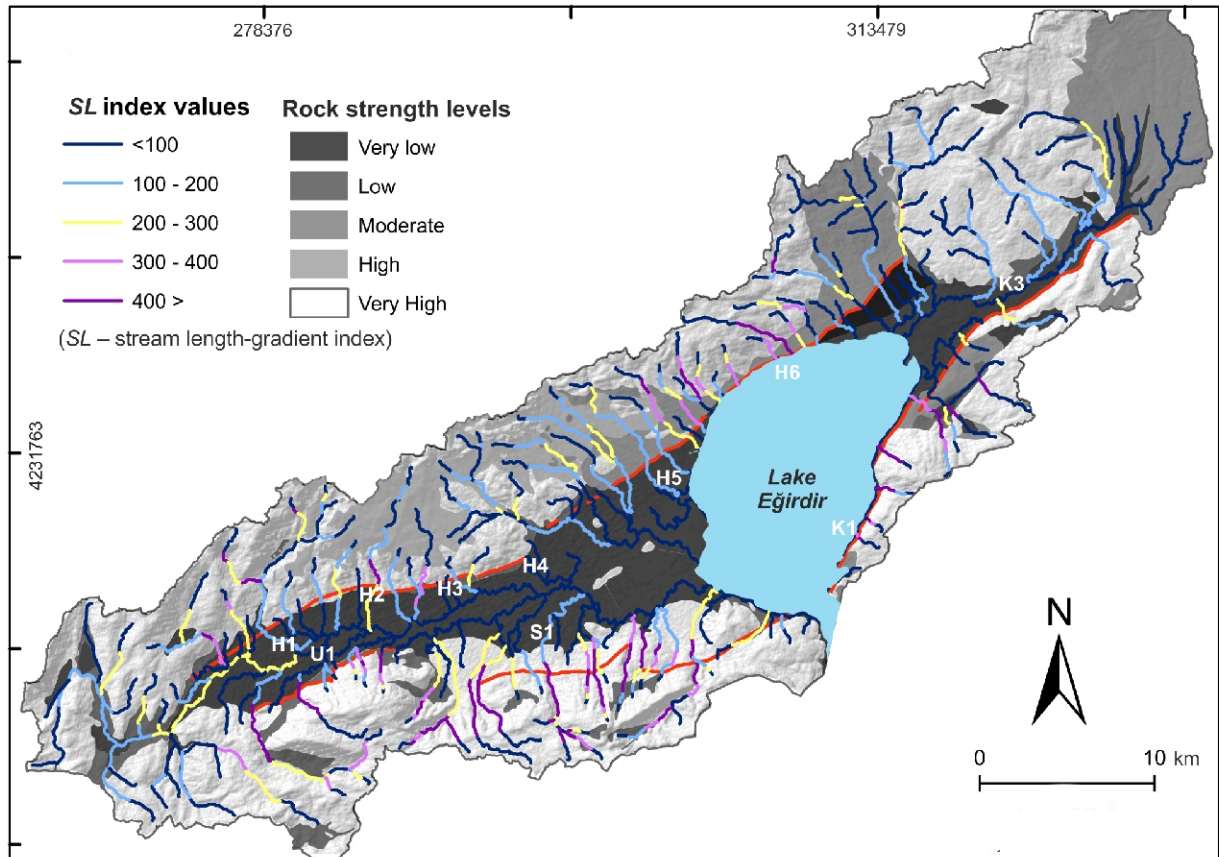 278376
313479
4231763
SL index values
<100
100 - 200
200 - 300
300 - 400
400 >
(SL – stream length-gradient index)
Rock strength levels
Very low
Low
Moderate
High
Very High
K3
H6
H5
Lake
Eğirdir
K1
H4
H3
H2
S1
H1
U1
N
0 10 km